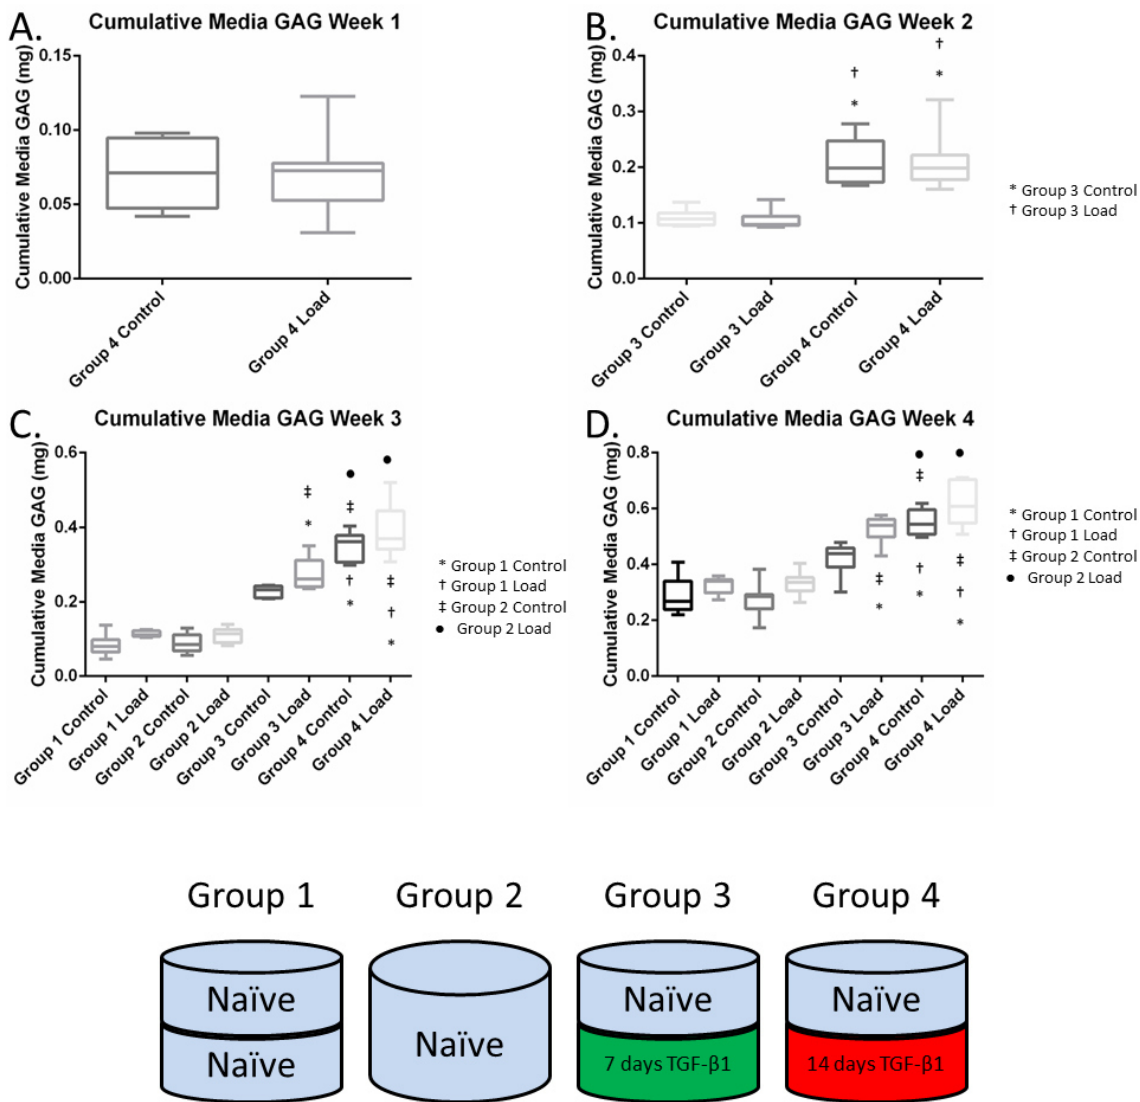 A.
Cumulative Media GAG Week 1
Cumulative Media GAG (mg)
0.15
0.10
0.05
0.00
Group 4 Control
Group 4 Load
B.
Cumulative Media GAG Week 2
Cumulative Media GAG (mg)
0.4
0.3
0.2
0.1
0.0
†
*
†
*
Group 3 Control
Group 3 Load
Group 4 Control
Group 4 Load
* Group 3 Control
† Group 3 Load
C.
Cumulative Media GAG Week 3
Cumulative Media GAG (mg)
0.6
0.4
0.2
0.0
‡
*
●
‡
†
*
●
‡
†
*
Group 1 Control
Group 1 Load
Group 2 Control
Group 2 Load
Group 3 Control
Group 3 Load
Group 4 Control
Group 4 Load
* Group 1 Control
† Group 1 Load
‡ Group 2 Control
● Group 2 Load
D.
Cumulative Media GAG Week 4
Cumulative Media GAG (mg)
0.8
0.6
0.4
0.2
0.0
‡
*
●
‡
†
*
●
‡
†
*
Group 1 Control
Group 1 Load
Group 2 Control
Group 2 Load
Group 3 Control
Group 3 Load
Group 4 Control
Group 4 Load
* Group 1 Control
† Group 1 Load
‡ Group 2 Control
● Group 2 Load
Group 1
Naïve
Naïve
Group 2
Naïve
Group 3
Naïve
7 days TGF-β1
Group 4
Naïve
14 days TGF-β1